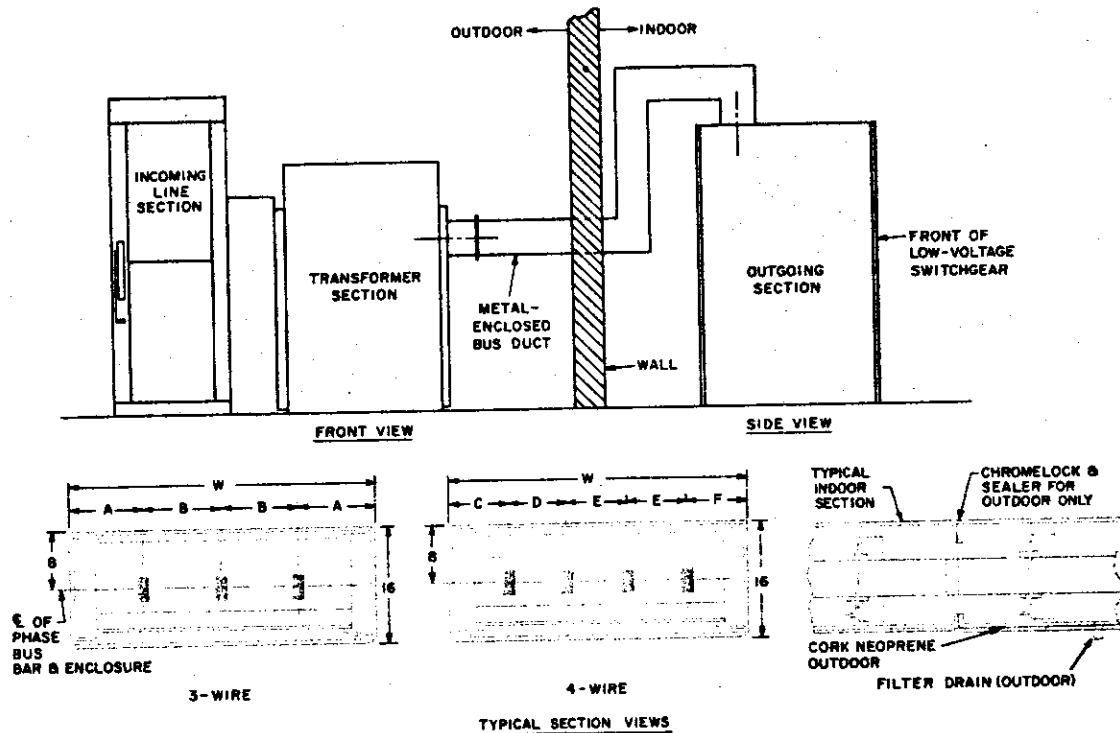 OUTDOOR
INDOOR
INCOMING
LINE
SECTION
TRANSFORMER
SECTION
METAL-
ENCLOSED
BUS DUCT
WALL
OUTGOING
SECTION
FRONT OF
LOW-VOLTAGE
SWITCHGEAR
FRONT VIEW
SIDE VIEW
W
A B B A
8
16
℄ OF
PHASE
BUS
BAR & ENCLOSURE
3-WIRE
W
C D E E F
8
16
4-WIRE
TYPICAL
INDOOR
SECTION
CHROMELOCK &
SEALER FOR
OUTDOOR ONLY
CORK NEOPRENE
OUTDOOR
FILTER DRAIN (OUTDOOR)
TYPICAL SECTION VIEWS